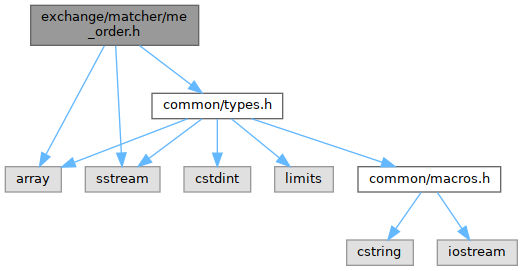 exchange/matcher/me
_order.h
common/types.h
array
sstream
cstdint
limits
common/macros.h
cstring
iostream